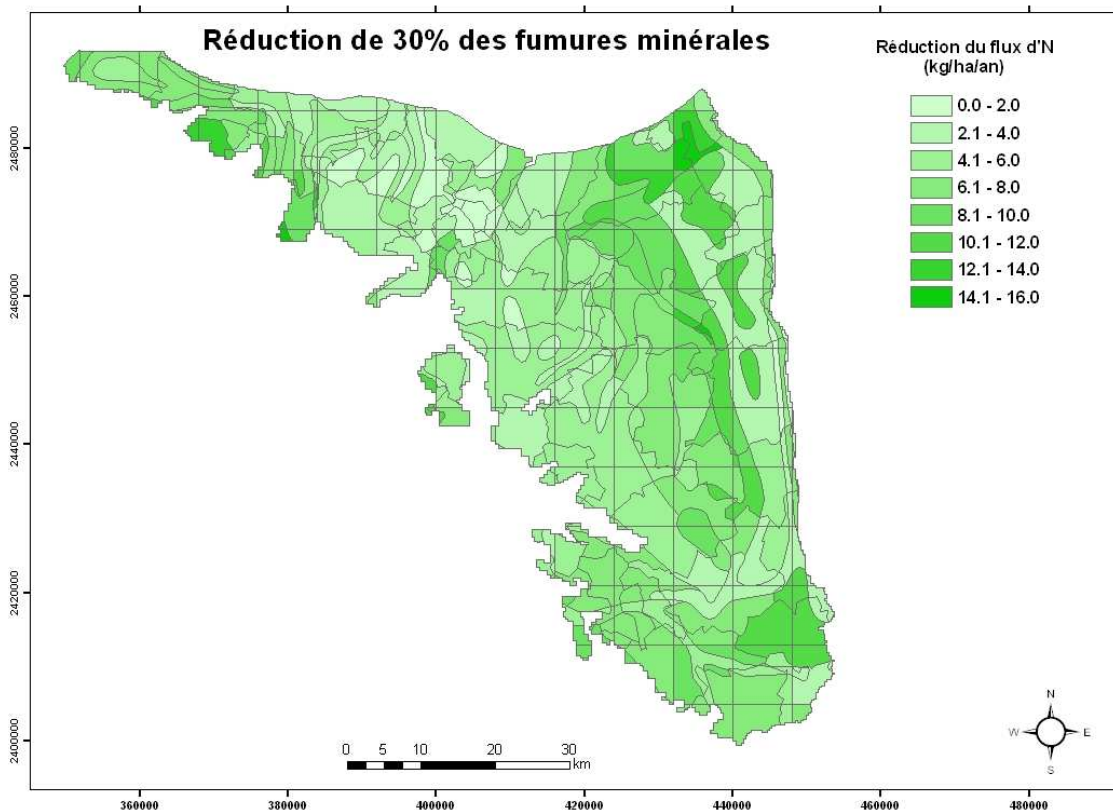 Réduction de 30% des fumures minérales
Réduction du flux d'N
(kg/ha/an)
0.0 - 2.0
2.1 - 4.0
4.1 - 6.0
6.1 - 8.0
8.1 - 10.0
10.1 - 12.0
12.1 - 14.0
14.1 - 16.0
2480000
2460000
2440000
2420000
2400000
0 5 10 20 30
km
N
W E
S
360000 380000 400000 420000 440000 460000 480000